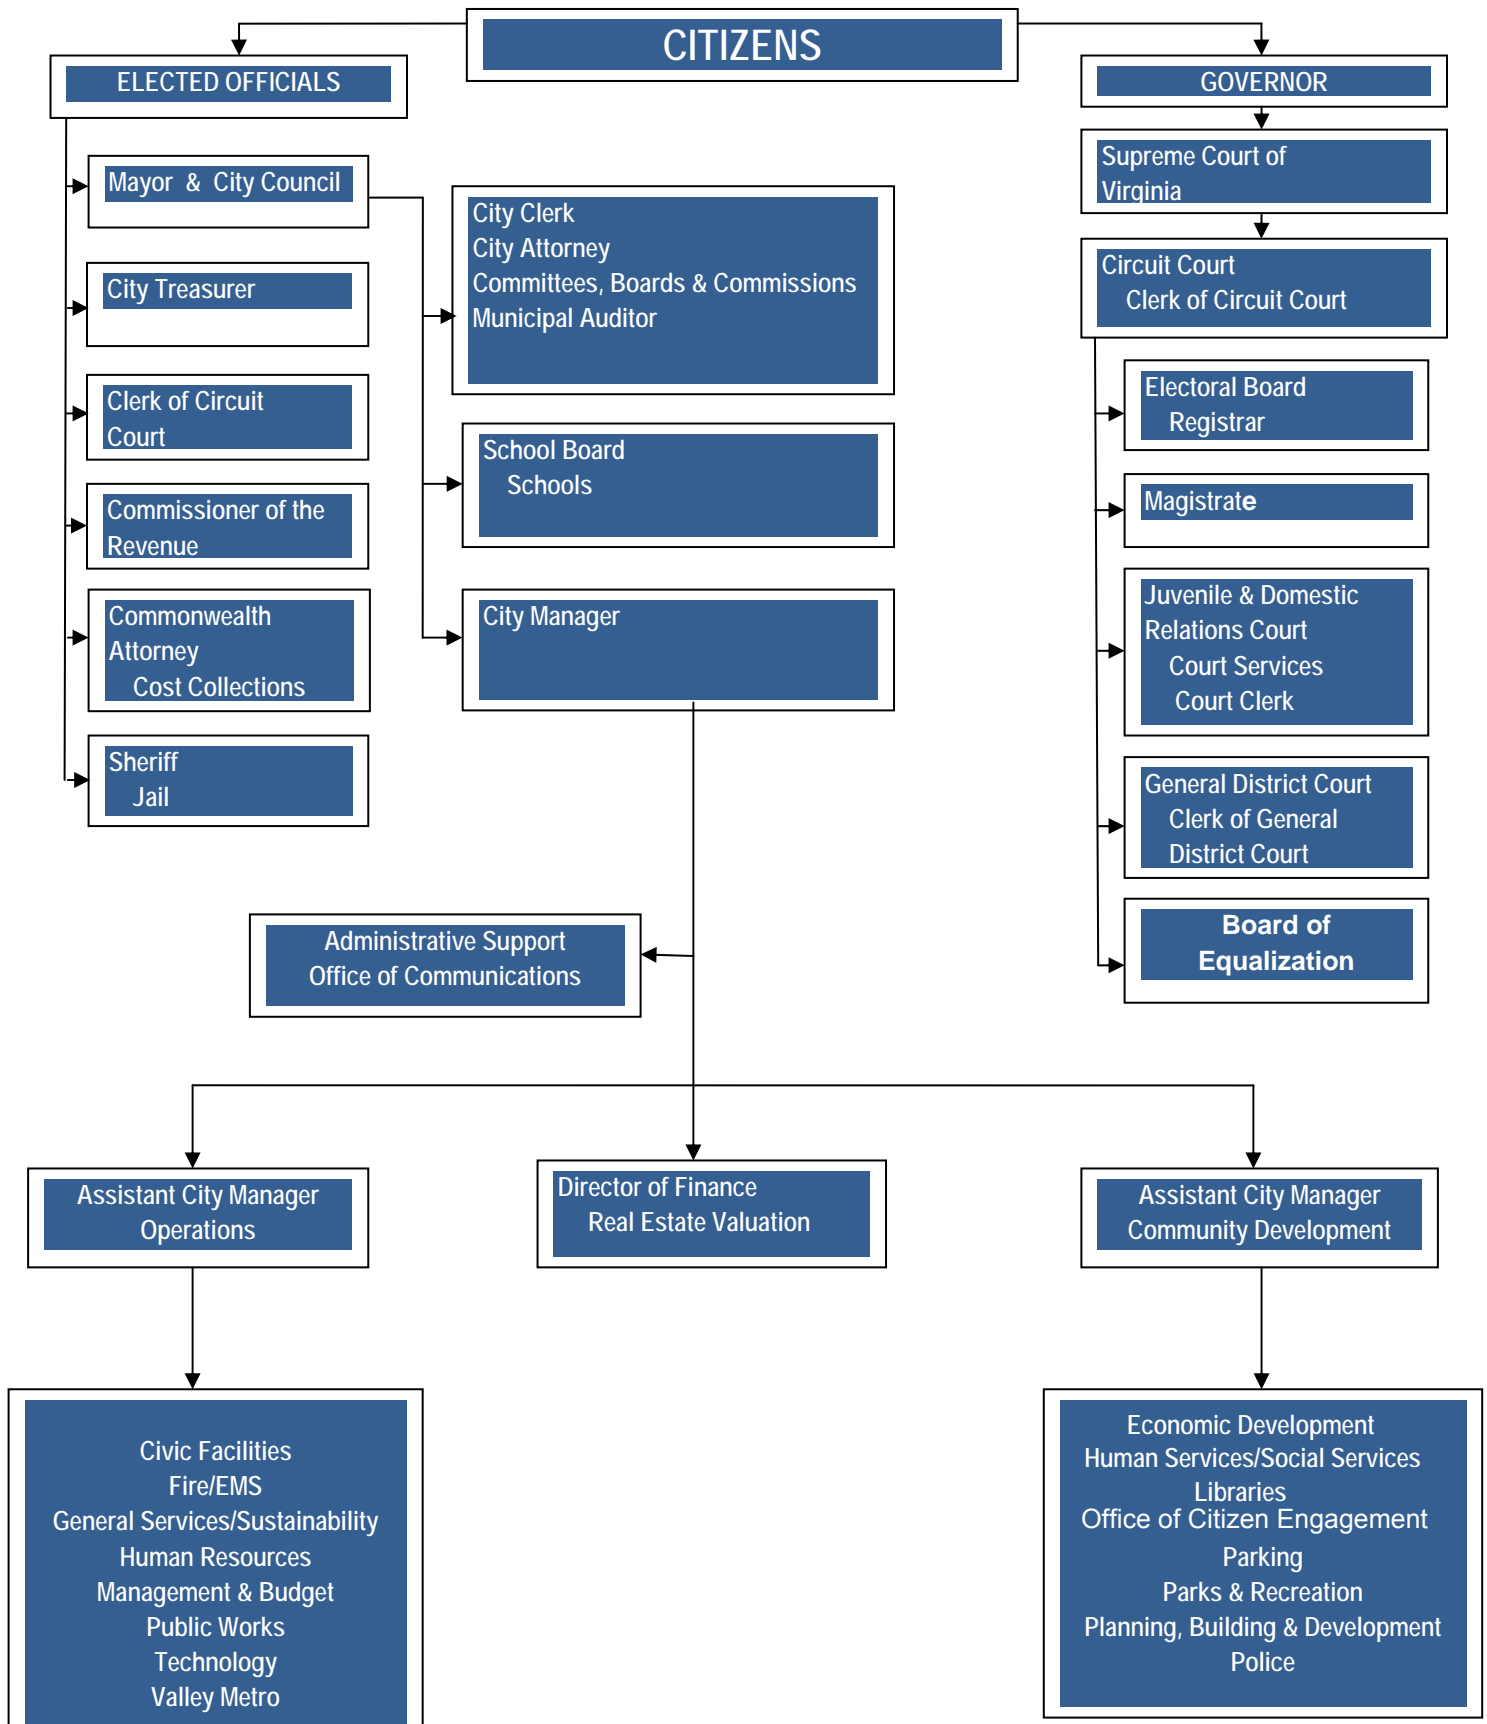 CITIZENS
ELECTED OFFICIALS
GOVERNOR
Mayor & City Council
City Treasurer
Clerk of Circuit
Court
Commissioner of the
Revenue
Commonwealth
Attorney
Cost Collections
Sheriff
Jail
City Clerk
City Attorney
Committees, Boards & Commissions
Municipal Auditor
School Board
Schools
City Manager
Supreme Court of
Virginia
Circuit Court
Clerk of Circuit Court
Electoral Board
Registrar
Magistrate
Juvenile & Domestic
Relations Court
Court Services
Court Clerk
General District Court
Clerk of General
District Court
Board of
Equalization
Administrative Support
Office of Communications
Assistant City Manager
Operations
Director of Finance
Real Estate Valuation
Assistant City Manager
Community Development
Civic Facilities
Fire/EMS
General Services/Sustainability
Human Resources
Management & Budget
Public Works
Technology
Valley Metro
Economic Development
Human Services/Social Services
Libraries
Office of Citizen Engagement
Parking
Parks & Recreation
Planning, Building & Development
Police